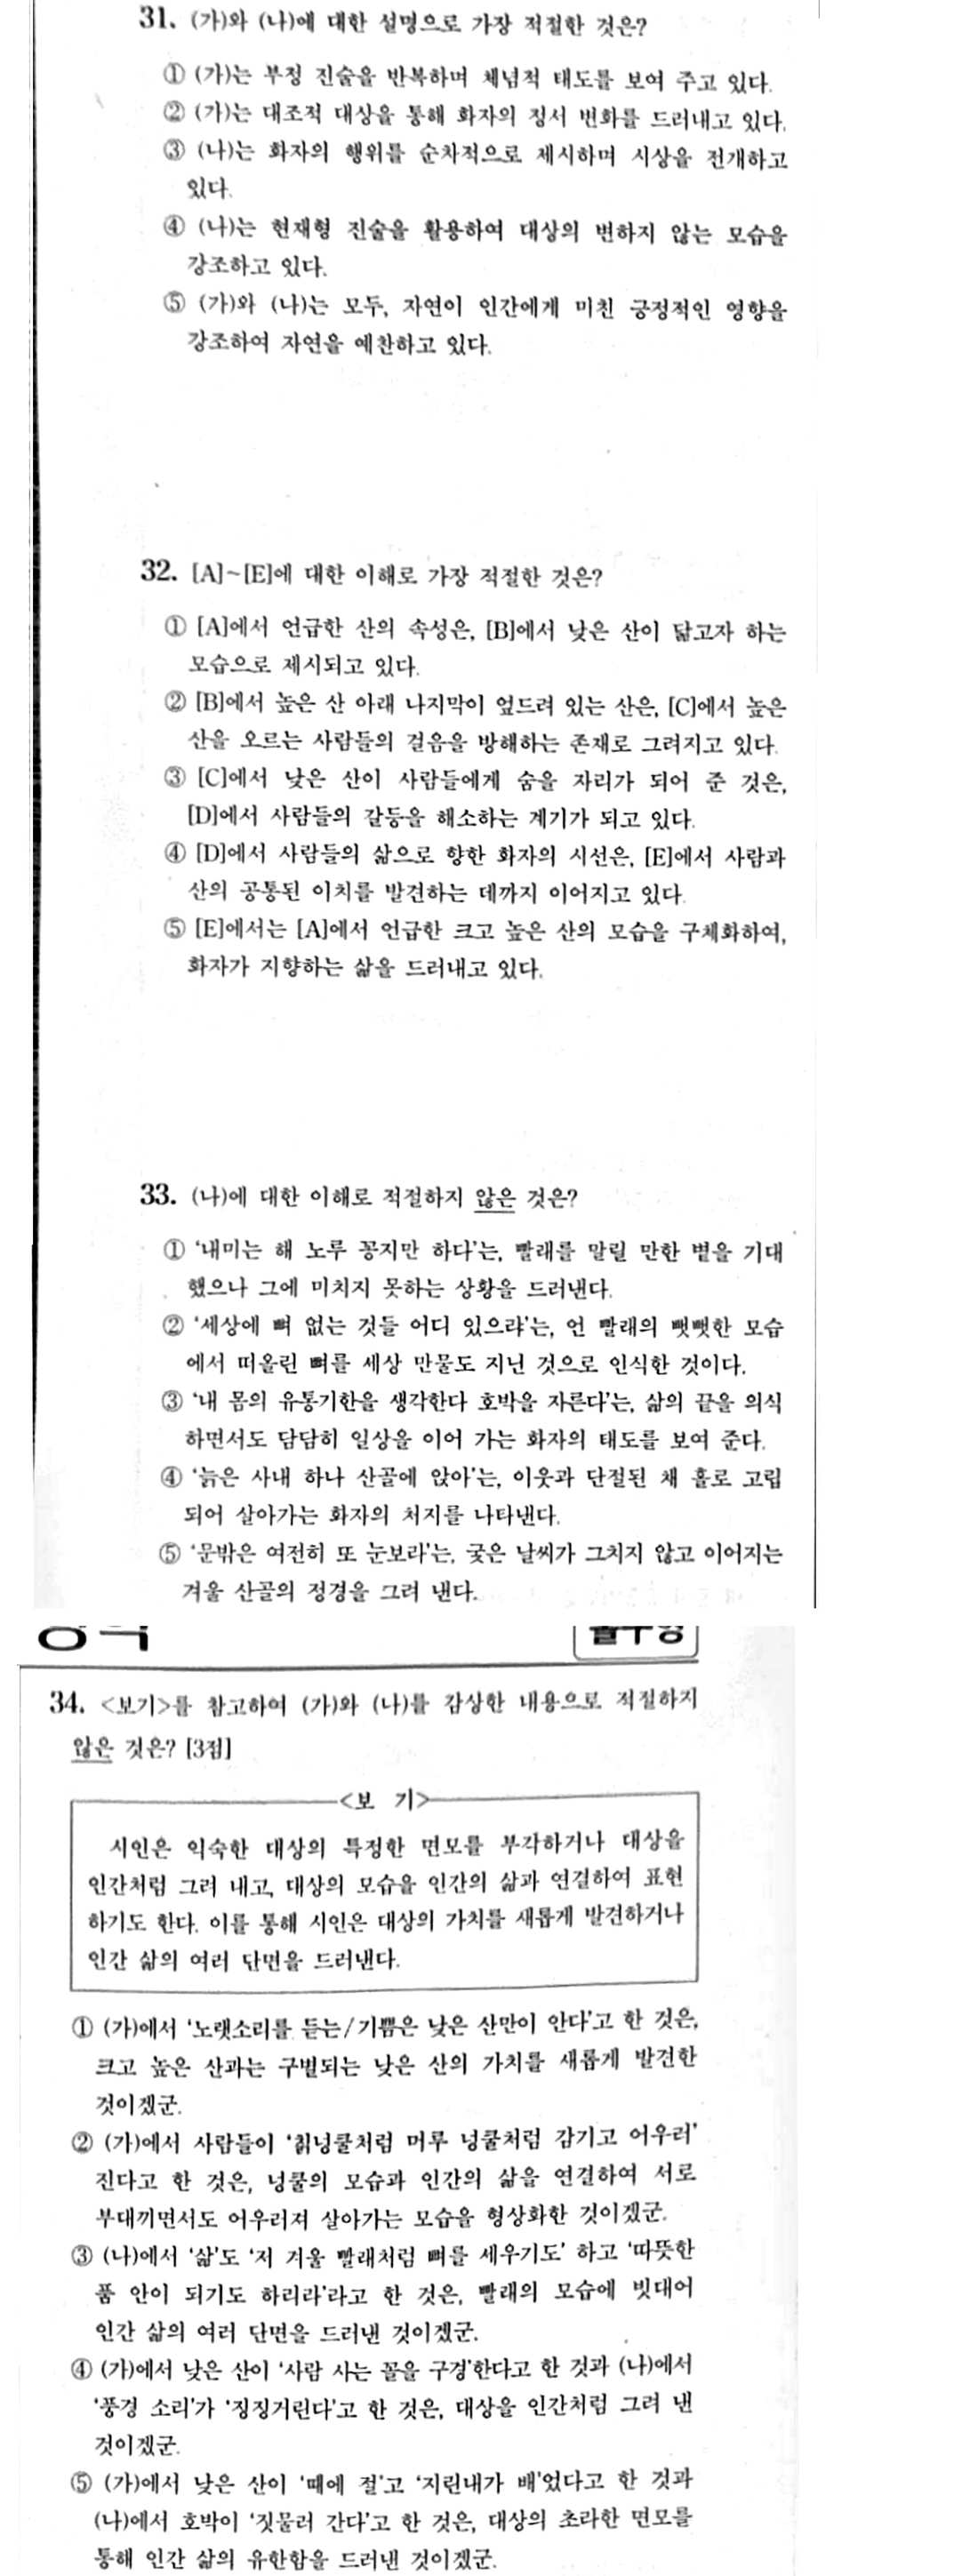 31. (가)와 (나)에 대한 설명으로 가장 적절한 것은?
① (가)는 부정 진술을 반복하며 체념적 태도를 보여 주고 있다.
② (가)는 대조적 대상을 통해 화자의 정서 변화를 드러내고 있다.
③ (나)는 화자의 행위를 순차적으로 제시하며 시상을 전개하고
있다.
④ (나)는 현재형 진술을 활용하여 대상의 변하지 않는 모습을
강조하고 있다.
⑤ (가)와 (나)는 모두, 자연이 인간에게 미친 긍정적인 영향을
강조하여 자연을 예찬하고 있다.
32. [A]~[E]에 대한 이해로 가장 적절한 것은?
① [A]에서 언급한 산의 속성은, [B]에서 낮은 산이 닮고자 하는
모습으로 제시되고 있다.
② [B]에서 높은 산 아래 나지막이 엎드려 있는 산은, [C]에서 높은
산을 오르는 사람들의 걸음을 방해하는 존재로 그려지고 있다.
③ [C]에서 낮은 산이 사람들에게 숨을 자리가 되어 준 것은,
[D]에서 사람들의 갈등을 해소하는 계기가 되고 있다.
④ [D]에서 사람들의 삶으로 향한 화자의 시선은, [E]에서 사람과
산의 공통된 이치를 발견하는 데까지 이어지고 있다.
⑤ [E]에서는 [A]에서 언급한 크고 높은 산의 모습을 구체화하여,
화자가 지향하는 삶을 드러내고 있다.
33. (나)에 대한 이해로 적절하지 않은 것은?
① ‘내미는 해 노루 꽁지만 하다’는, 빨래를 말릴 만한 볕을 기대
했으나 그에 미치지 못하는 상황을 드러낸다.
② ‘세상에 뼈 없는 것들 어디 있으랴’는, 언 빨래의 뻣뻣한 모습
에서 떠올린 뼈를 세상 만물도 지닌 것으로 인식한 것이다.
③ ‘내 몸의 유통기한을 생각한다 호박을 자른다’는, 삶의 끝을 의식
하면서도 담담히 일상을 이어 가는 화자의 태도를 보여 준다.
④ ‘늙은 사내 하나 산골에 앉아’는, 이웃과 단절된 채 홀로 고립
되어 살아가는 화자의 처지를 나타낸다.
⑤ ‘문밖은 여전히 또 눈보라’는, 궂은 날씨가 그치지 않고 이어지는
겨울 산골의 정경을 그려 낸다.
34. <보기>를 참고하여 (가)와 (나)를 감상한 내용으로 적절하지
않은 것은? [3점]
<보 기>
시인은 익숙한 대상의 특정한 면모를 부각하거나 대상을
인간처럼 그려 내고, 대상의 모습을 인간의 삶과 연결하여 표현
하기도 한다. 이를 통해 시인은 대상의 가치를 새롭게 발견하거나
인간 삶의 여러 단면을 드러낸다.
① (가)에서 ‘노랫소리를 듣는/기쁨은 낮은 산만이 안다’고 한 것은,
크고 높은 산과는 구별되는 낮은 산의 가치를 새롭게 발견한
것이겠군.
② (가)에서 사람들이 ‘칡넝쿨처럼 머루 넝쿨처럼 감기고 어우러’
진다고 한 것은, 넝쿨의 모습과 인간의 삶을 연결하여 서로
부대끼면서도 어우러져 살아가는 모습을 형상화한 것이겠군.
③ (나)에서 ‘삶’도 ‘저 겨울 빨래처럼 뼈를 세우기도’ 하고 ‘따뜻한
품 안이 되기도 하리라’라고 한 것은, 빨래의 모습에 빗대어
인간 삶의 여러 단면을 드러낸 것이겠군.
④ (가)에서 낮은 산이 ‘사람 사는 꼴을 구경’한다고 한 것과 (나)에서
‘풍경 소리’가 ‘징징거린다’고 한 것은, 대상을 인간처럼 그려 낸
것이겠군.
⑤ (가)에서 낮은 산이 ‘때에 절’고 ‘지린내가 배’었다고 한 것과
(나)에서 호박이 ‘짓물러 간다’고 한 것은, 대상의 초라한 면모를
통해 인간 삶의 유한함을 드러낸 것이겠군.